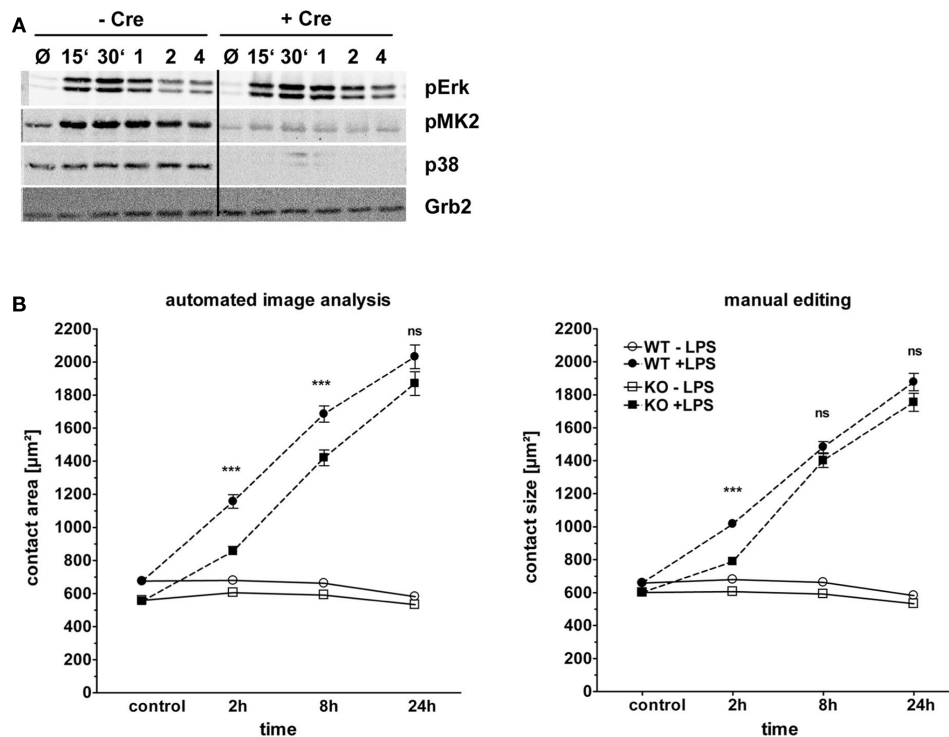 A
- Cre
+ Cre
Ø 15‘ 30‘ 1 2 4
Ø 15‘ 30‘ 1 2 4
pErk
pMK2
p38
Grb2
B
automated image analysis
contact area [µm²]
2200
2000
1800
1600
1400
1200
1000
800
600
400
200
0
***
***
ns
control 2h 8h 24h
time
manual editing
contact size [µm²]
2200
2000
1800
1600
1400
1200
1000
800
600
400
200
0
WT - LPS
WT +LPS
KO - LPS
KO +LPS
***
ns
ns
control 2h 8h 24h
time